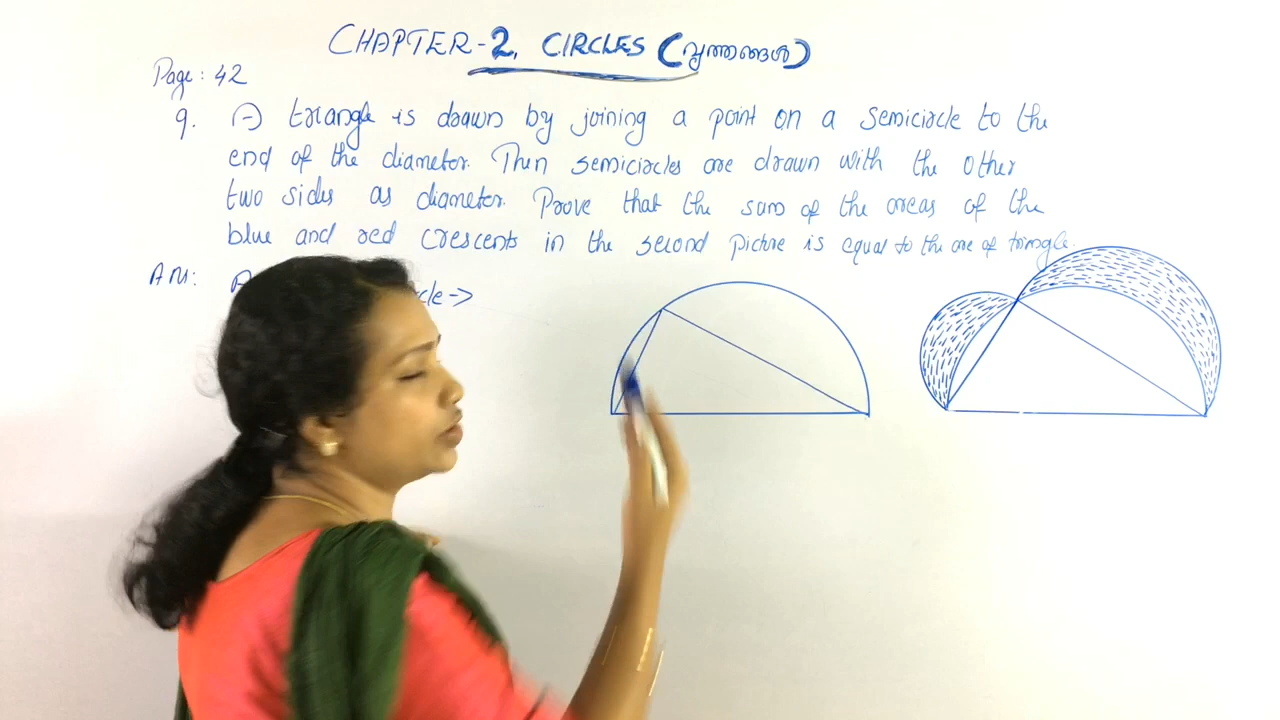 CHAPTER-2. CIRCLES (വൃത്തങ്ങൾ)
Page: 42
9. A triangle is drawn by joining a point on a semicircle to the
end of the diameter. Then semicircles are drawn with the other
two sides as diameter. Prove that the sum of the areas of the
blue and red crescents in the second picture is equal to the are of triangle.
Ans: